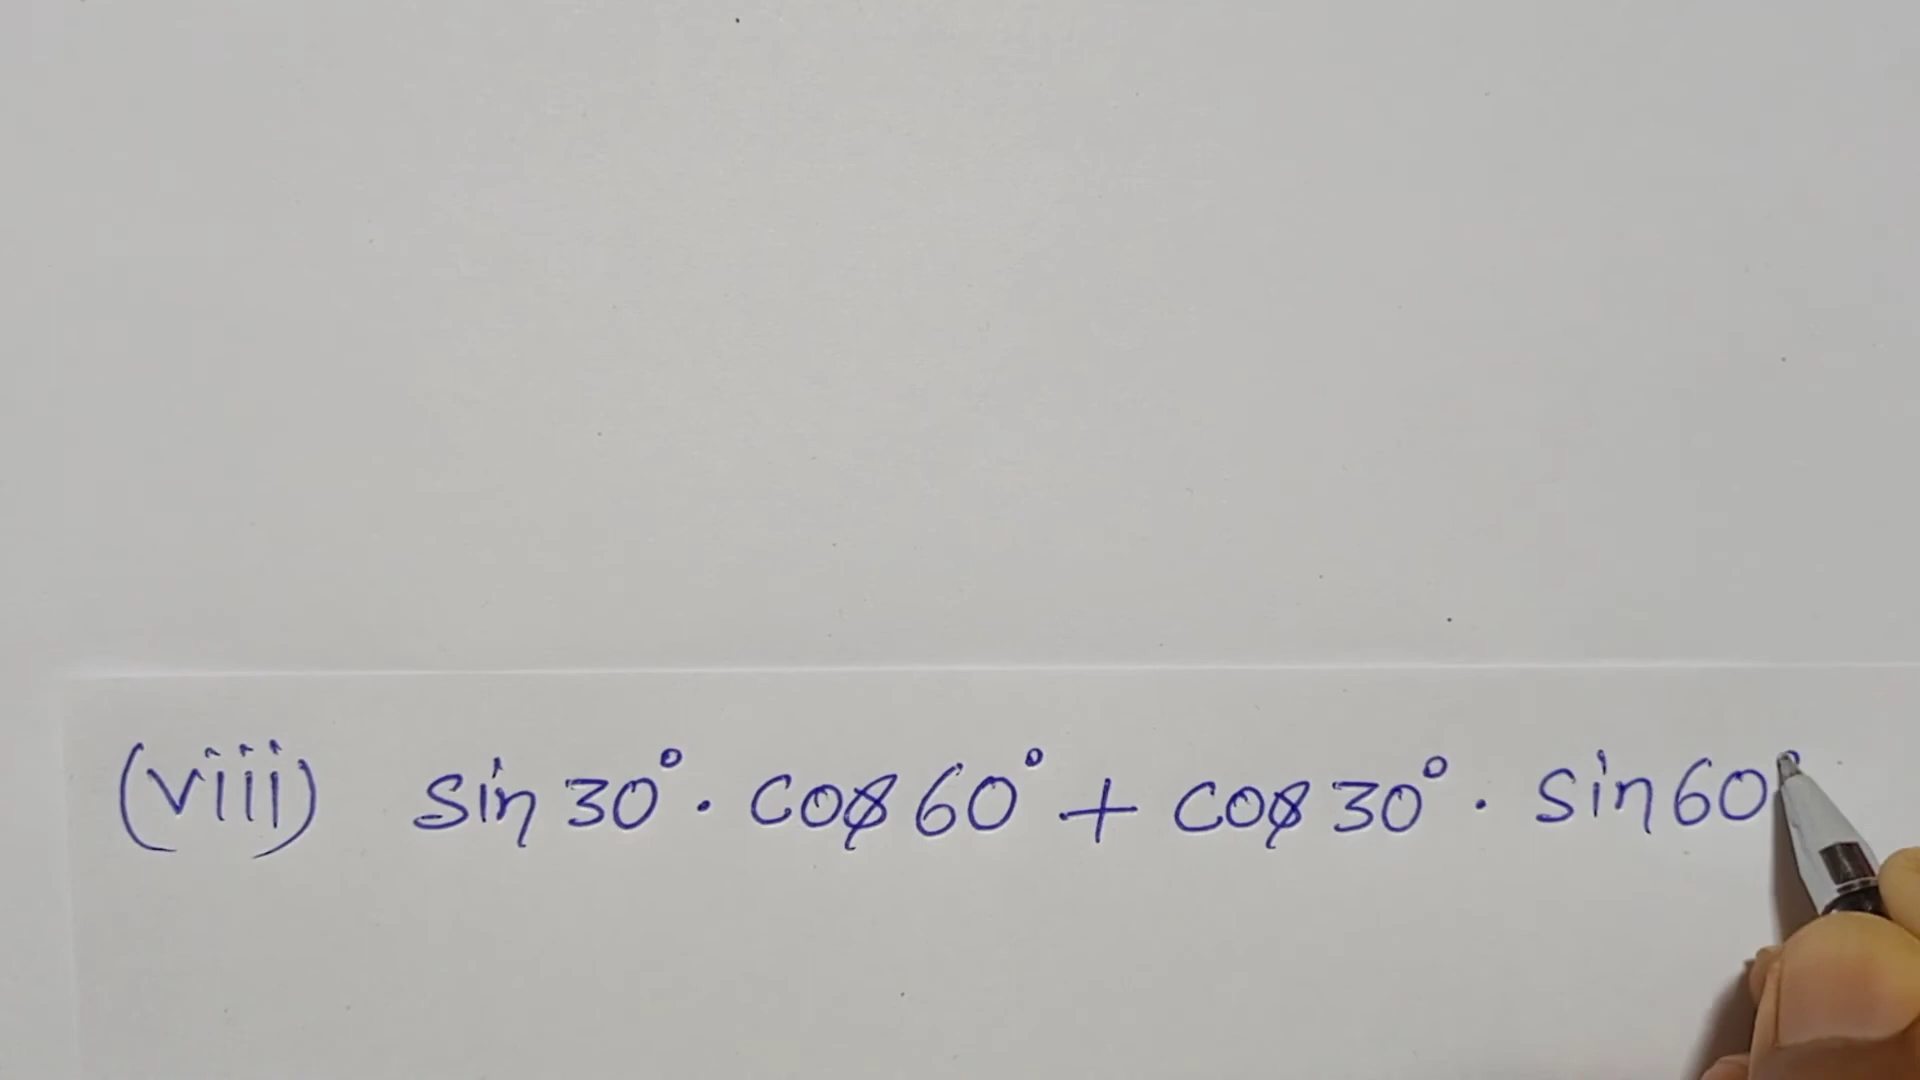 (viii) sin 30° · cos 60° + cos 30° · sin 60°